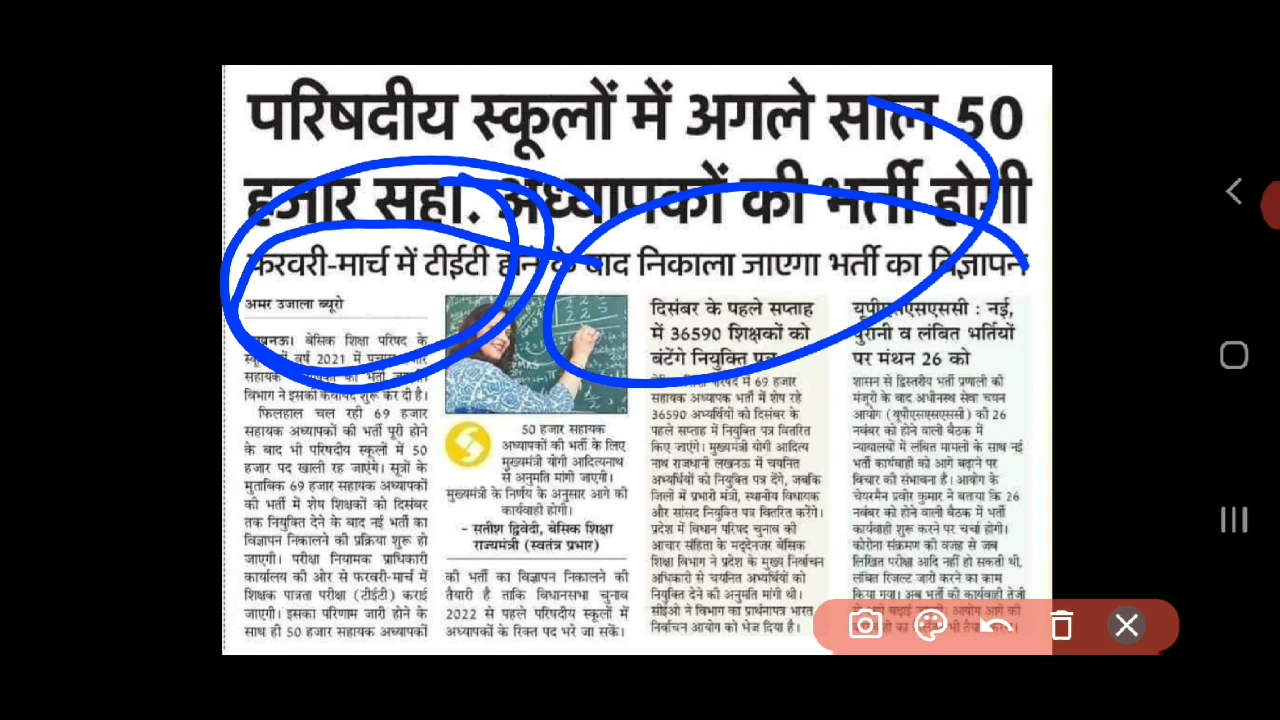 परिषदीय स्कूलों में अगले साल 50
हजार सहा. अध्यापकों की भर्ती होगी
फरवरी-मार्च में टीईटी होने के बाद निकाला जाएगा भर्ती का विज्ञापन
अमर उजाला ब्यूरो
लखनऊ। बेसिक शिक्षा परिषद के
वर्ष 2021 में
सहायक की भर्ती
विभाग ने इसकी कवायद शुरू कर दी है।
फिलहाल चल रही 69 हजार
सहायक अध्यापकों की भर्ती पूरी होने
के बाद भी परिषदीय स्कूलों में 50
हजार पद खाली रह जाएंगे। सूत्रों के
मुताबिक 69 हजार सहायक अध्यापकों
की भर्ती में शेष शिक्षकों को दिसंबर
तक नियुक्ति देने के बाद नई भर्ती का
विज्ञापन निकालने की प्रक्रिया शुरू हो
जाएगी। परीक्षा नियामक प्राधिकारी
कार्यालय की ओर से फरवरी-मार्च में
शिक्षक पात्रता परीक्षा (टीईटी) कराई
जाएगी। इसका परिणाम जारी होने के
साथ ही 50 हजार सहायक अध्यापकों
50 हजार सहायक
अध्यापकों की भर्ती के लिए
मुख्यमंत्री योगी आदित्यनाथ
से अनुमति मांगी जाएगी।
मुख्यमंत्री के निर्णय के अनुसार आगे की
कार्यवाही होगी।
- सतीश द्विवेदी, बेसिक शिक्षा
राज्यमंत्री (स्वतंत्र प्रभार)
की भर्ती का विज्ञापन निकालने की
तैयारी है ताकि विधानसभा चुनाव
2022 से पहले परिषदीय स्कूलों में
अध्यापकों के रिक्त पद भरे जा सकें।
दिसंबर के पहले सप्ताह
में 36590 शिक्षकों को
बंटेंगे नियुक्ति पत्र
परिषद में 69 हजार
सहायक अध्यापक भर्ती में शेष रहे
36590 अभ्यर्थियों को दिसंबर के
पहले सप्ताह में नियुक्ति पत्र वितरित
किए जाएंगे। मुख्यमंत्री योगी आदित्य
नाथ राजधानी लखनऊ में चयनित
अभ्यर्थियों को नियुक्ति पत्र देंगे, जबकि
जिलों में प्रभारी मंत्री, स्थानीय विधायक
और सांसद नियुक्ति पत्र वितरित करेंगे।
प्रदेश में विधान परिषद चुनाव की
आचार संहिता के मद्देनजर बेसिक
शिक्षा विभाग ने प्रदेश के मुख्य निर्वाचन
अधिकारी से चयनित अभ्यर्थियों को
नियुक्ति देने की अनुमति मांगी थी।
सीईओ ने विभाग का प्रार्थनापत्र भारत
निर्वाचन आयोग को भेज दिया है।
यूपीएसएसएससी : नई,
पुरानी व लंबित भर्तियों
पर मंथन 26 को
शासन से द्विस्तरीय भर्ती प्रणाली की
मंजूरी के बाद अधीनस्थ सेवा चयन
आयोग (यूपीएसएसएससी) की 26
नवंबर को होने वाली बैठक में
न्यायालयों में लंबित मामलों के साथ नई
भर्ती कार्यवाही को आगे बढ़ाने पर
विचार की संभावना है। आयोग के
चेयरमैन प्रवीर कुमार ने बताया कि 26
नवंबर को होने वाली बैठक में भर्ती
कार्यवाही शुरू करने पर चर्चा होगी।
कोरोना संक्रमण की वजह से जब
लिखित परीक्षा आदि नहीं हो सकती थी,
लंबित रिजल्ट जारी करने का काम
किया गया। अब भर्ती की कार्यवाही तेजी